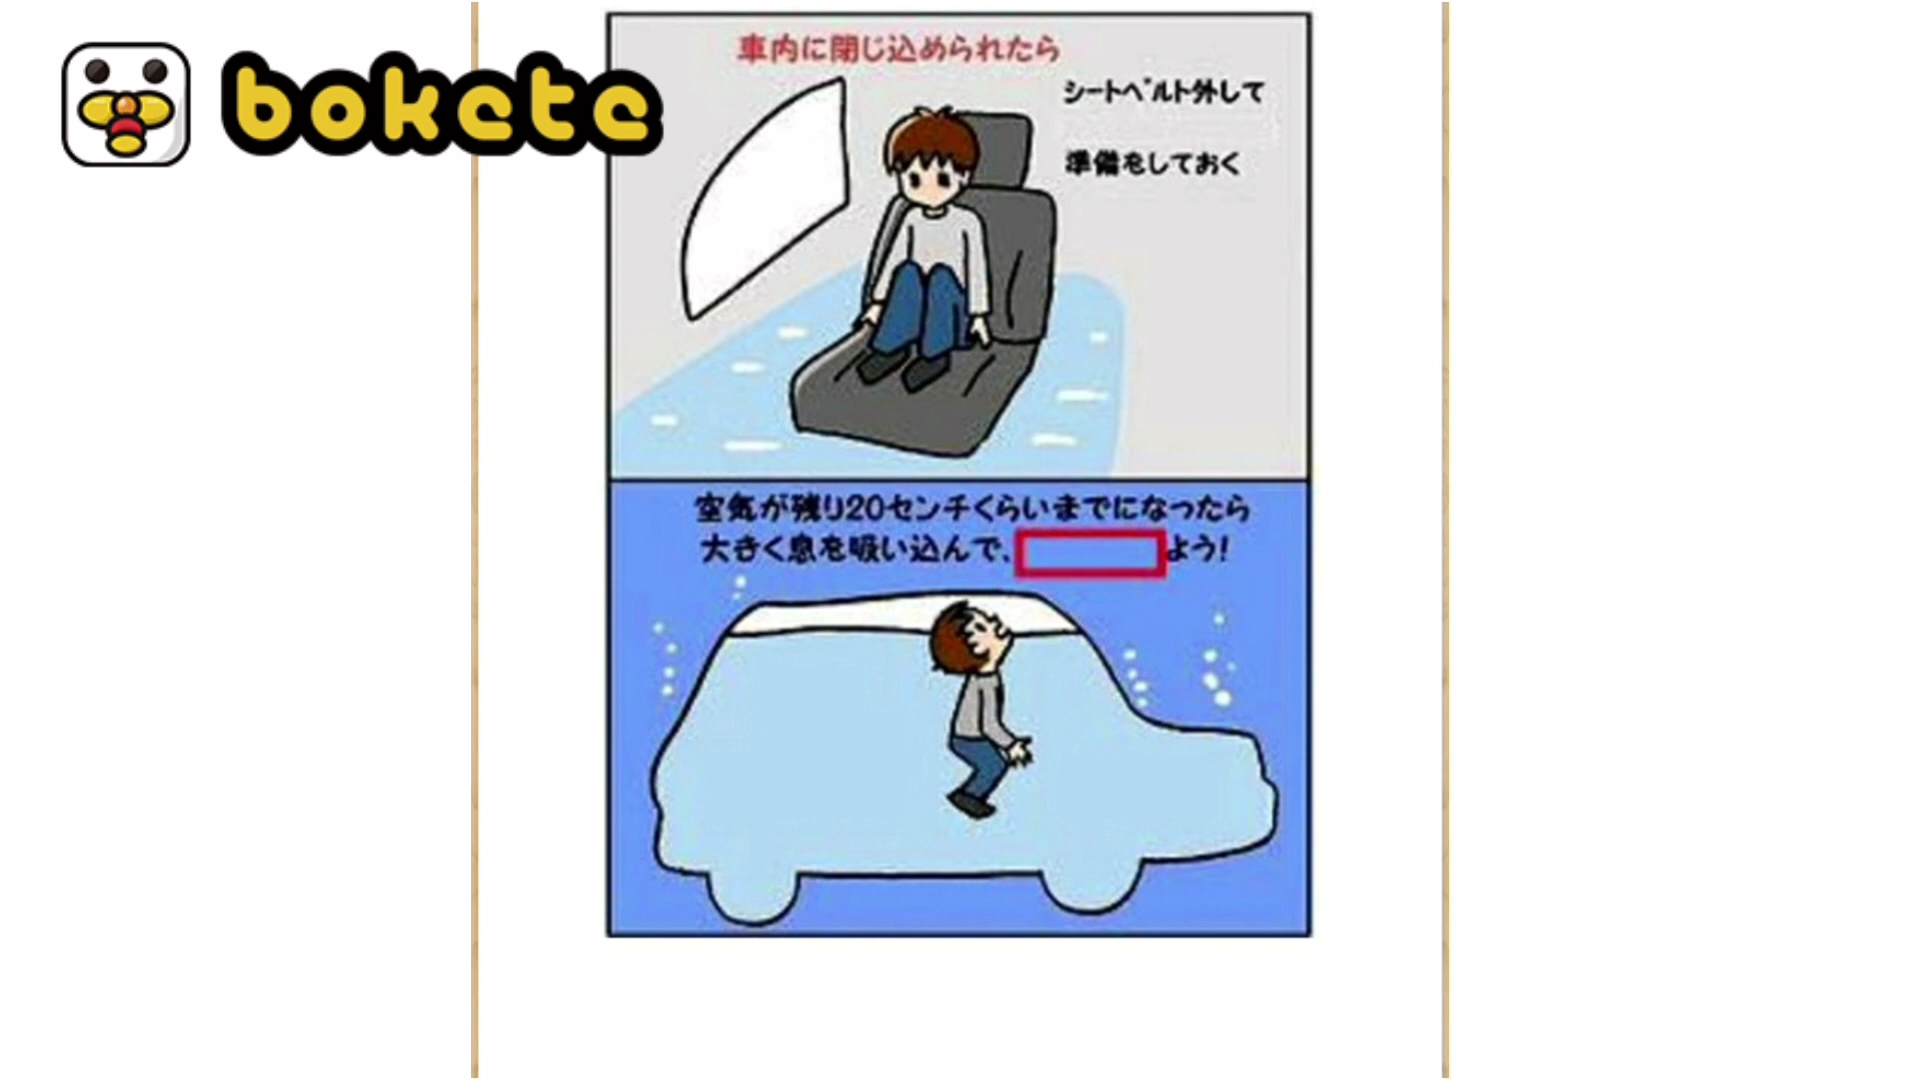 bokete
車内に閉じ込められたら
シートベルト外して
準備をしておく
空気が残り20センチくらいまでになったら
大きく息を吸い込んで、
よう!